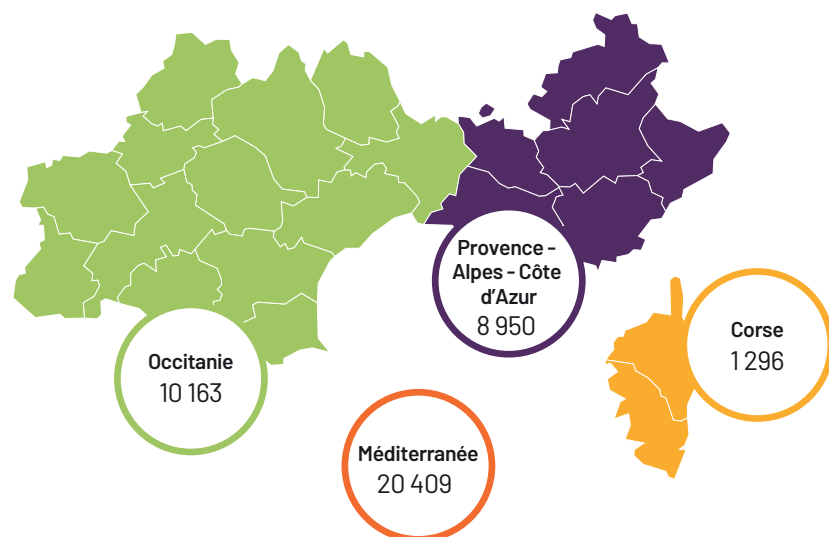 Provence -
Alpes - Côte
d'Azur
8 950
Corse
1 296
Occitanie
10 163
Méditerranée
20 409